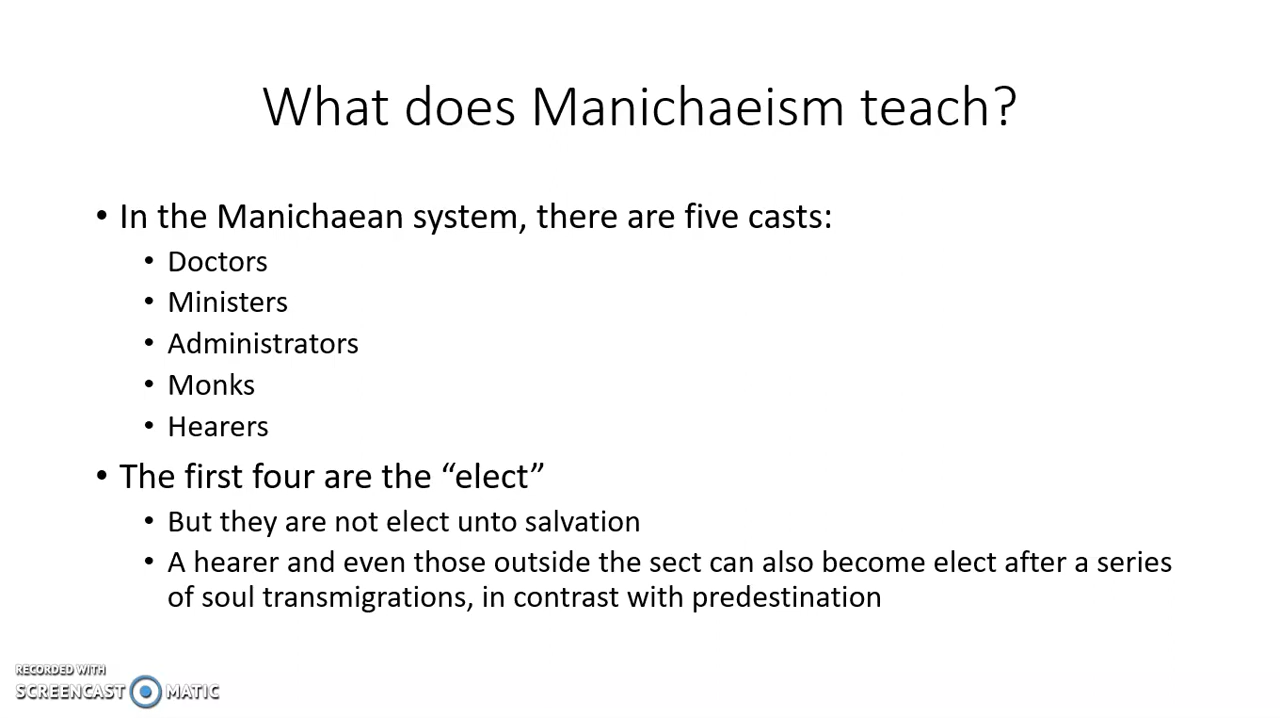 What does Manichaeism teach?
• In the Manichaean system, there are five casts:
• Doctors
• Ministers
• Administrators
• Monks
• Hearers
• The first four are the “elect”
• But they are not elect unto salvation
• A hearer and even those outside the sect can also become elect after a series
of soul transmigrations, in contrast with predestination
RECORDED WITH
SCREENCAST MATIC